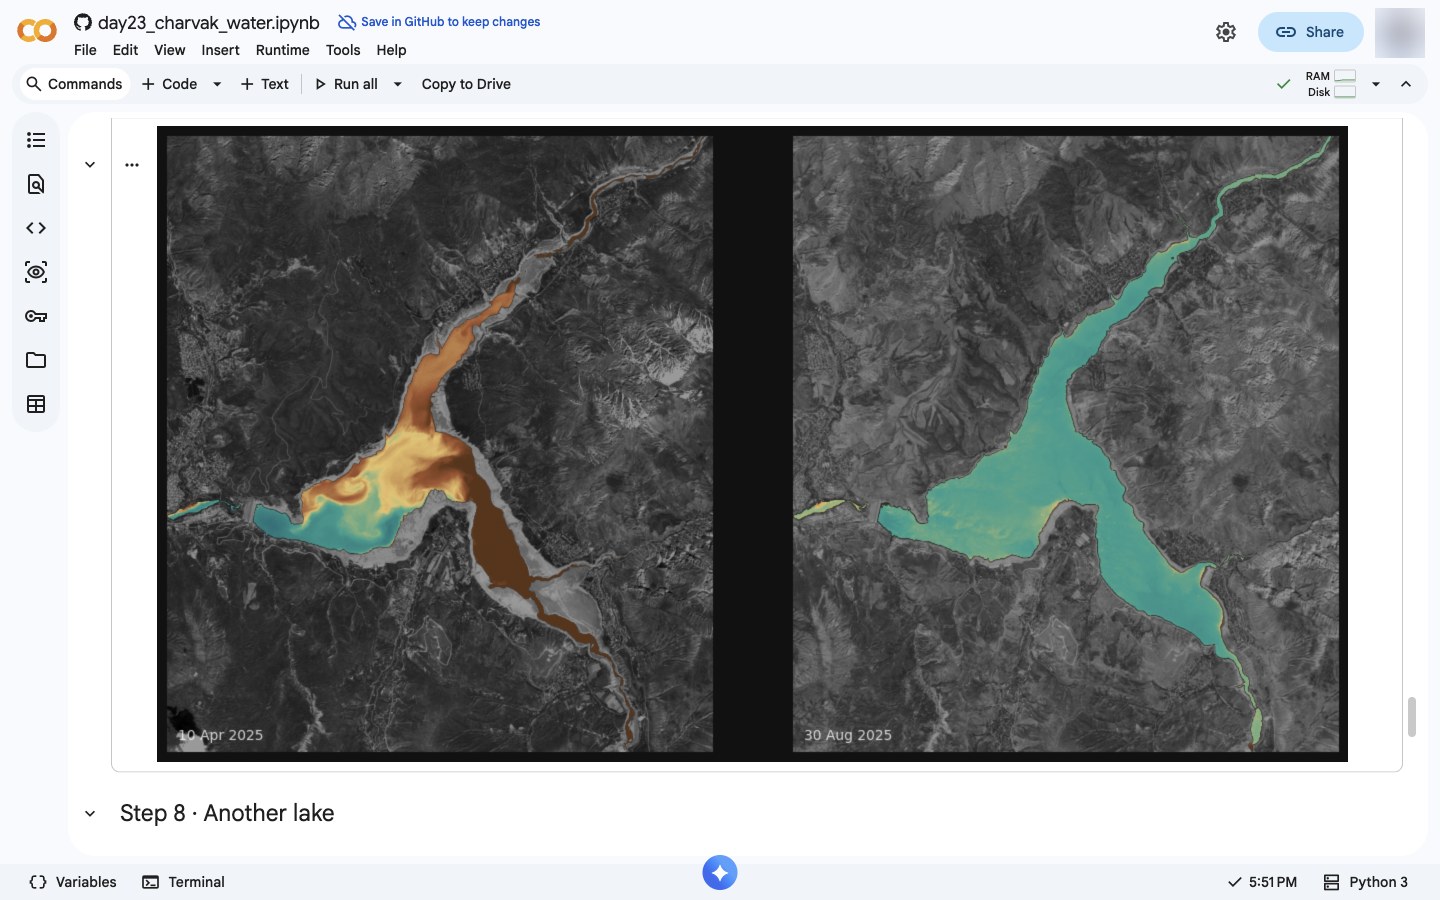 day23_charvak_water.ipynb
Save in GitHub to keep changes
Share
File Edit View Insert Runtime Tools Help
Commands + Code + Text Run all Copy to Drive
RAM
Disk
10 Apr 2025
30 Aug 2025
Step 8 · Another lake
Variables Terminal
5:51 PM Python 3